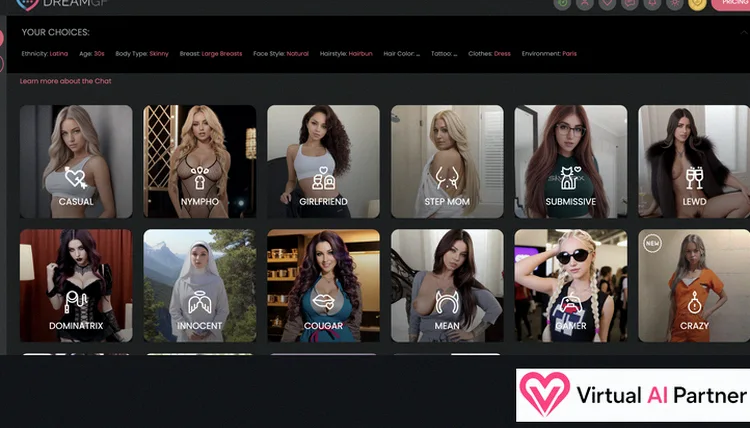 DREAMGF
PRICING
YOUR CHOICES:
Ethnicity: Latina Age: 30s Body Type: Skinny Breast: Large Breasts Face Style: Natural Hairstyle: Hairbun Hair Color: ... Tattoo: ... Clothes: Dress Environment: Paris
Learn more about the Chat
CASUAL NYMPHO GIRLFRIEND STEP MOM SUBMISSIVE LEWD
NEW
DOMINATRIX INNOCENT COUGAR MEAN GAMER CRAZY
Virtual AI Partner